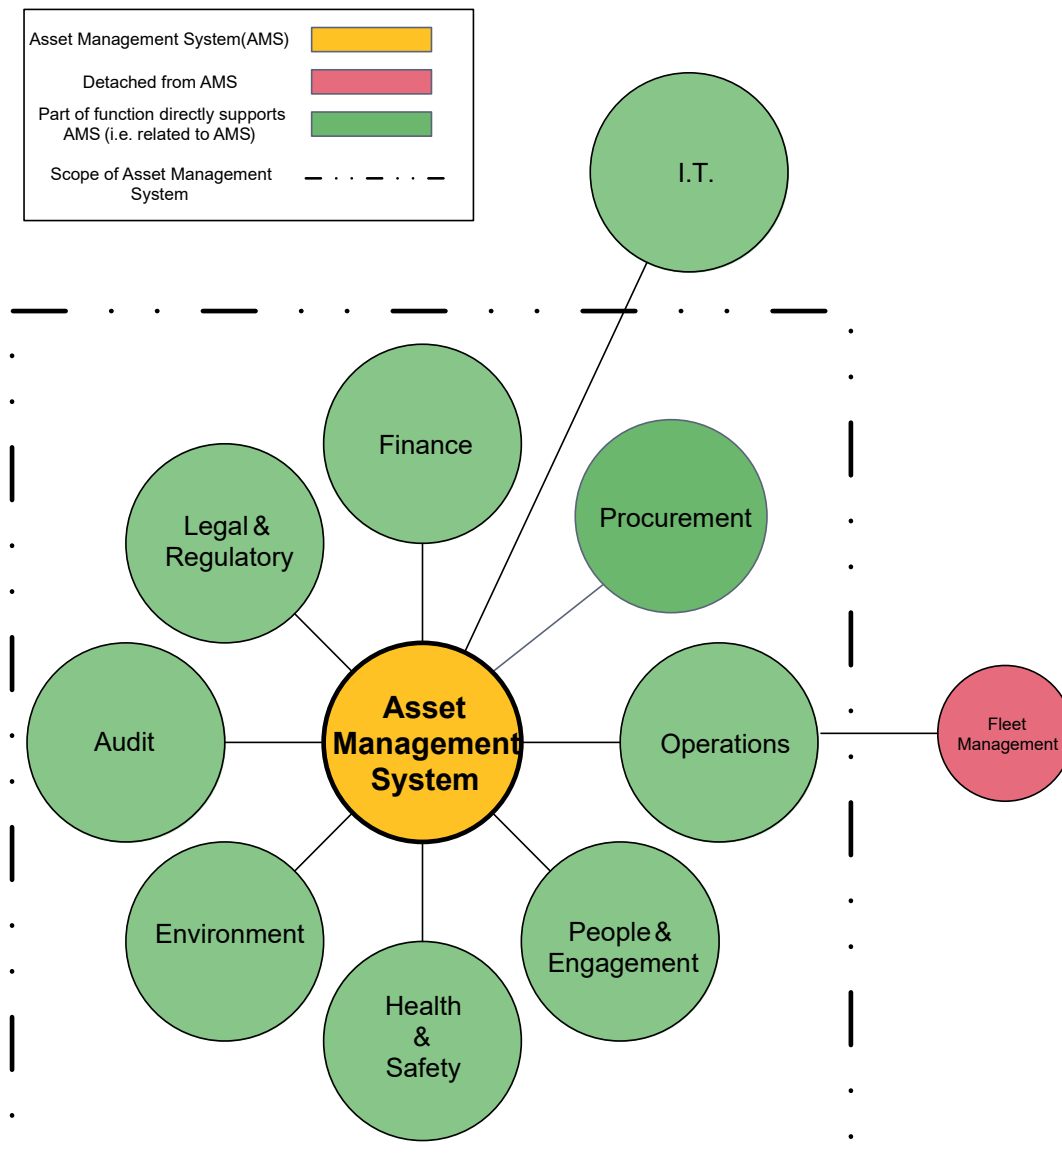 Asset Management System(AMS)
Detached from AMS
Part of function directly supports
AMS (i.e. related to AMS)
Scope of Asset Management
System
I.T.
Finance
Procurement
Legal &
Regulatory
Asset
Management
System
Audit
Operations
Fleet
Management
Environment
People &
Engagement
Health
&
Safety